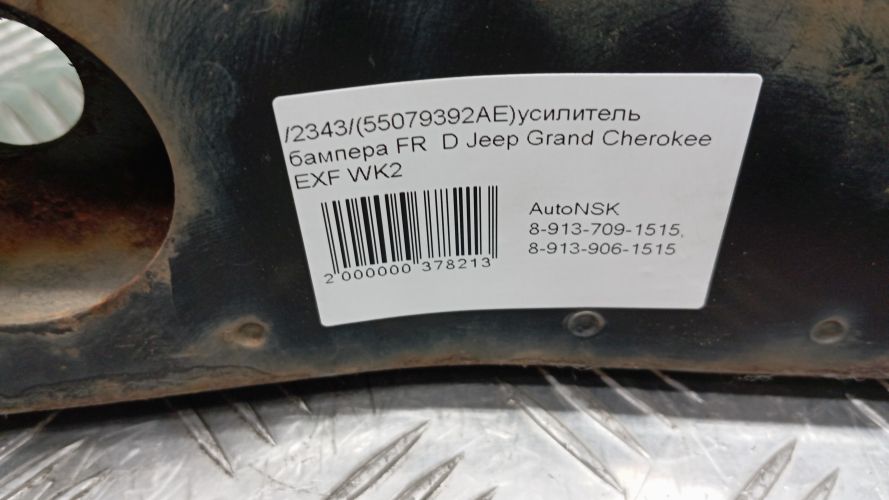 /2343/(55079392AE)усилитель
бампера FR D Jeep Grand Cherokee
EXF WK2
AutoNSK
8-913-709-1515,
8-913-906-1515
2 000000 378213